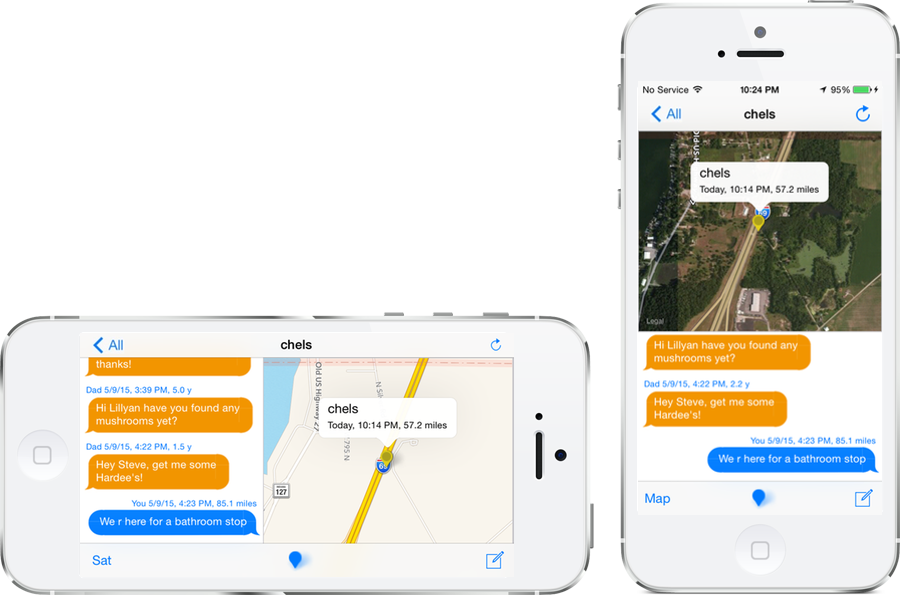 All
chels
thanks!
Dad 5/9/15, 3:39 PM, 5.0 y
Hi Lillyan have you found any
mushrooms yet?
Dad 5/9/15, 4:22 PM, 1.5 y
Hey Steve, get me some
Hardee's!
You 5/9/15, 4:23 PM, 85.1 miles
We r here for a bathroom stop
Old US Highway 27
795 N
127
69
chels
Today, 10:14 PM, 57.2 miles
Sat
No Service
10:24 PM
95%
All
chels
chels
Today, 10:14 PM, 57.2 miles
69
Legal
Hi Lillyan have you found any
mushrooms yet?
Dad 5/9/15, 4:22 PM, 2.2 y
Hey Steve, get me some
Hardee's!
You 5/9/15, 4:23 PM, 85.1 miles
We r here for a bathroom stop
Map